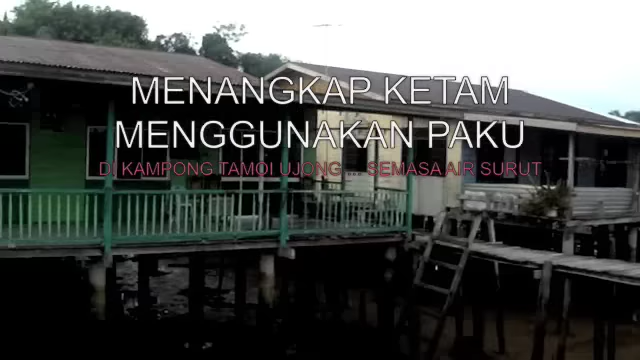 MENANGKAP KETAM
MENGGUNAKAN PAKU
DI KAMPONG TAMOI UJONG... SEMASA AIR SURUT